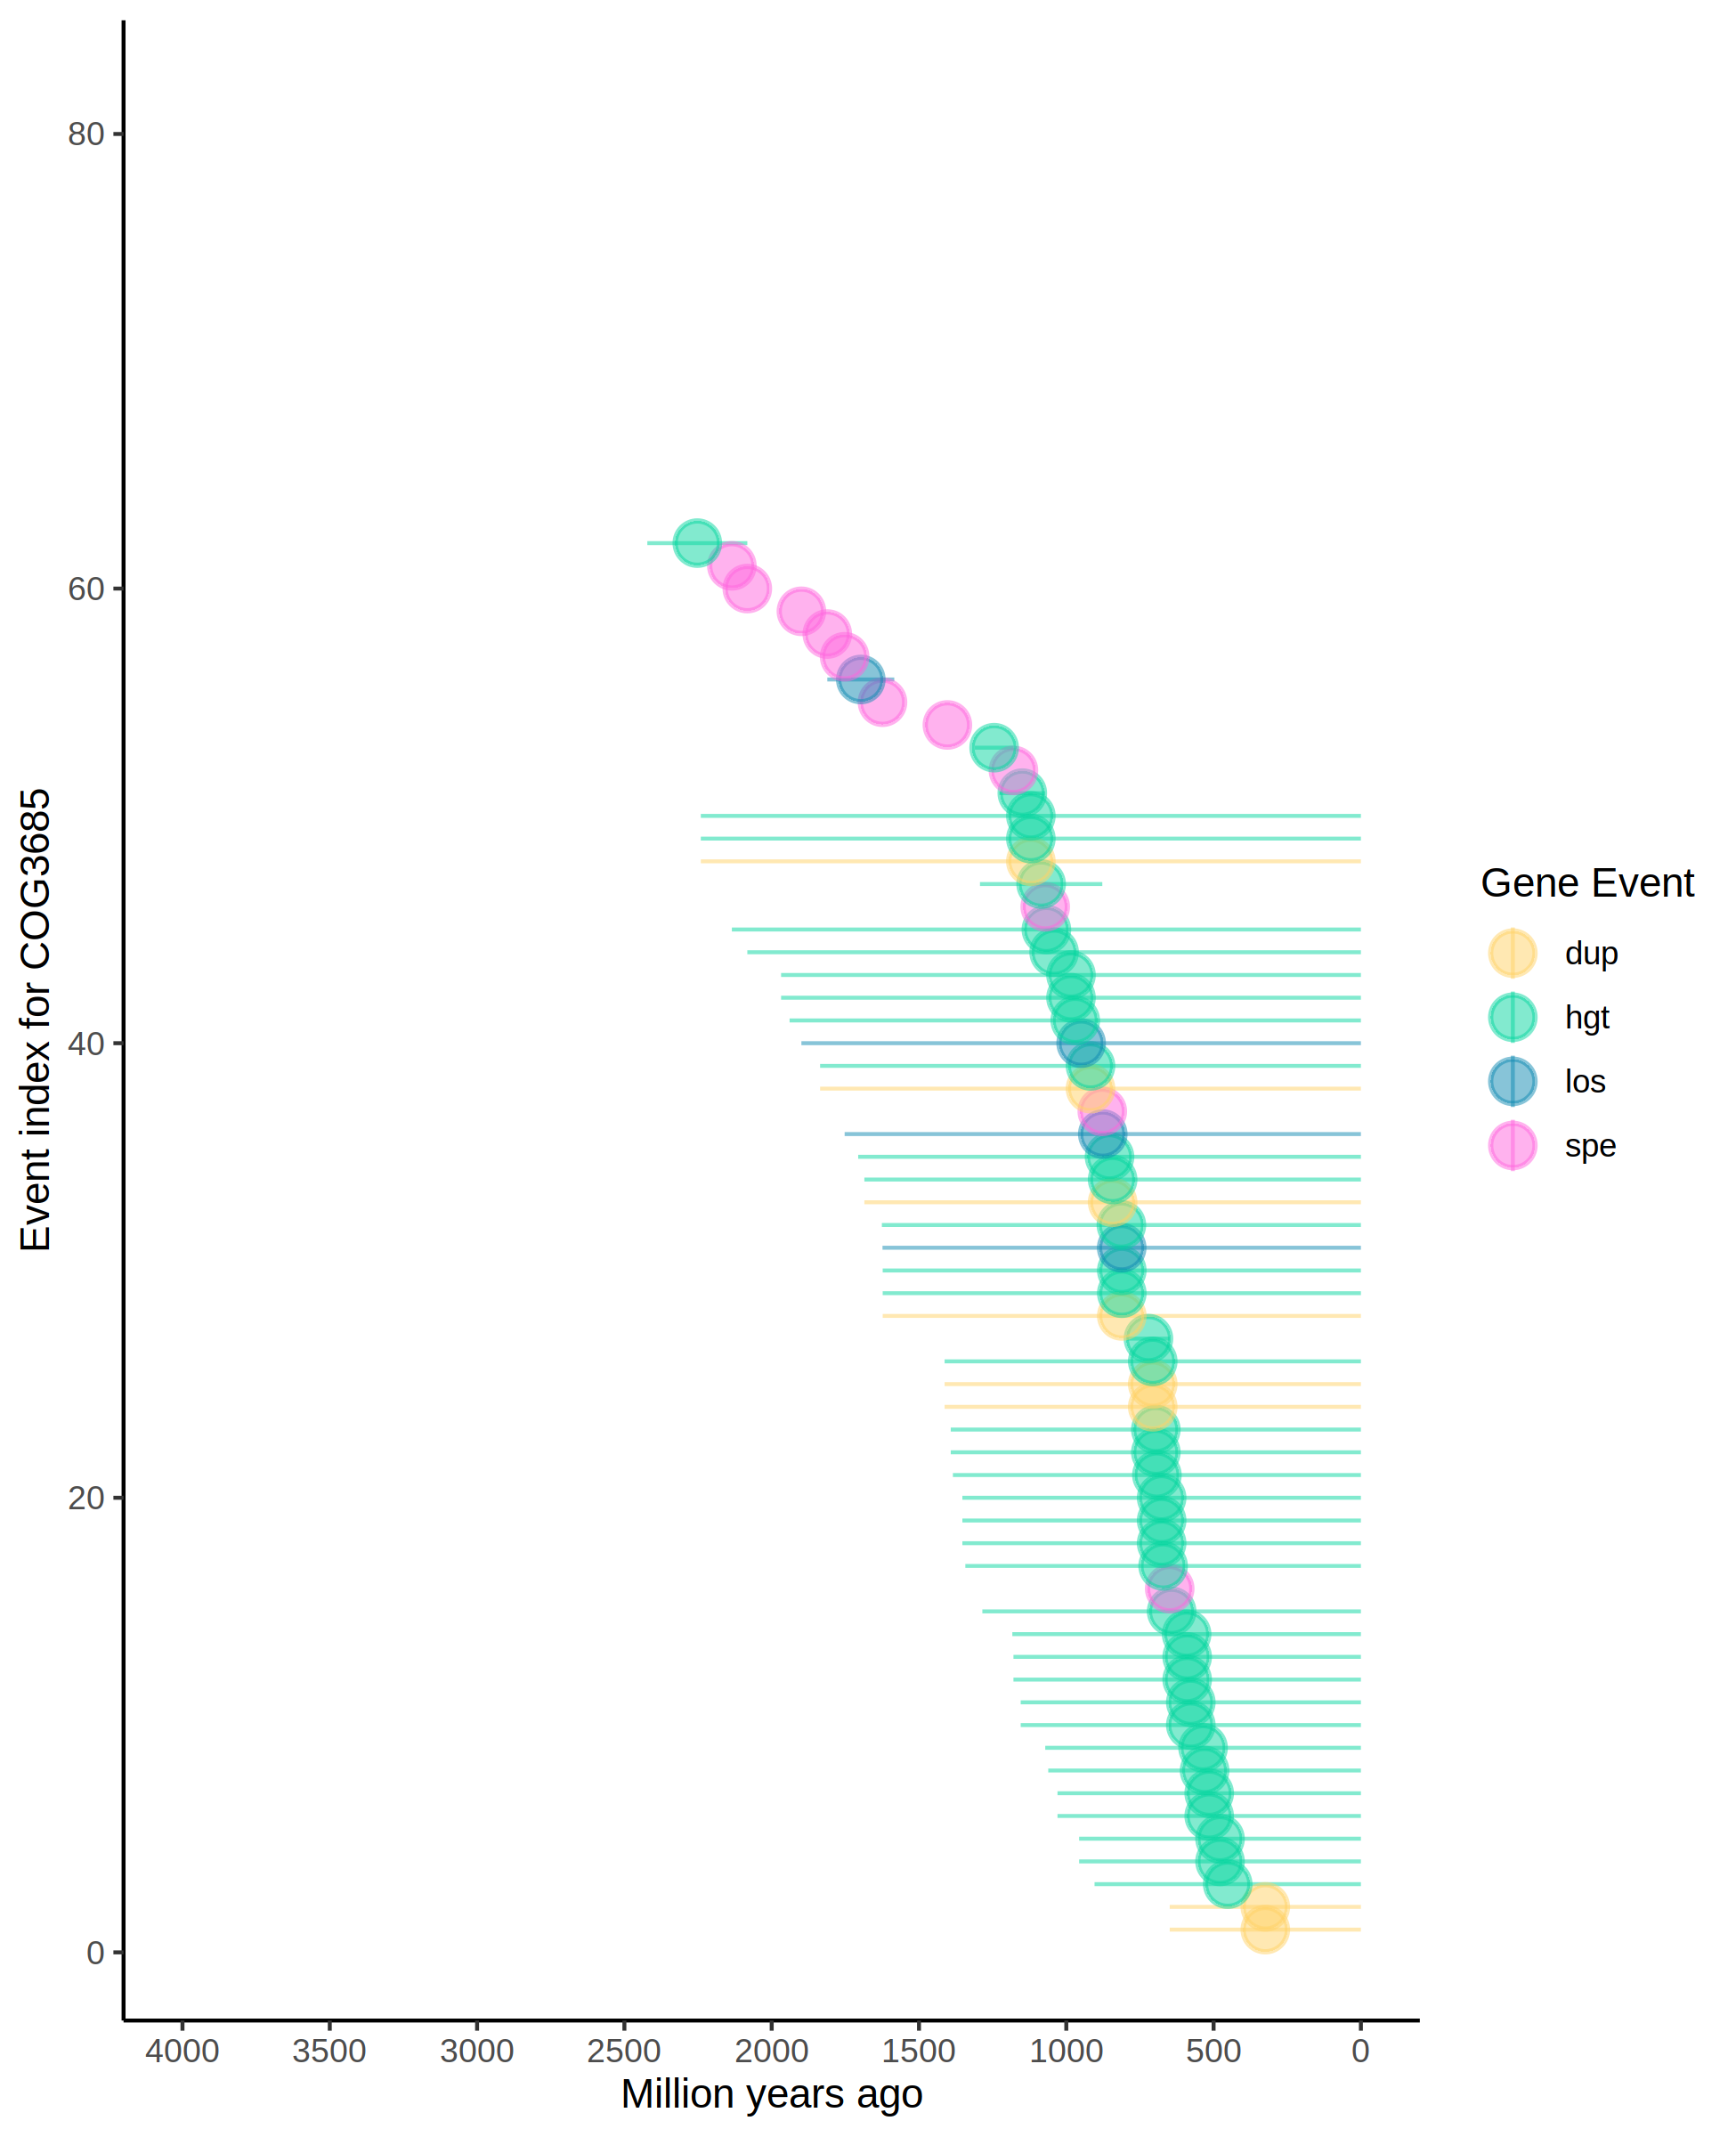 80
60
40
20
0
Event index for COG3685
4000 3500 3000 2500 2000 1500 1000 500 0
Million years ago
Gene Event
dup
hgt
los
spe